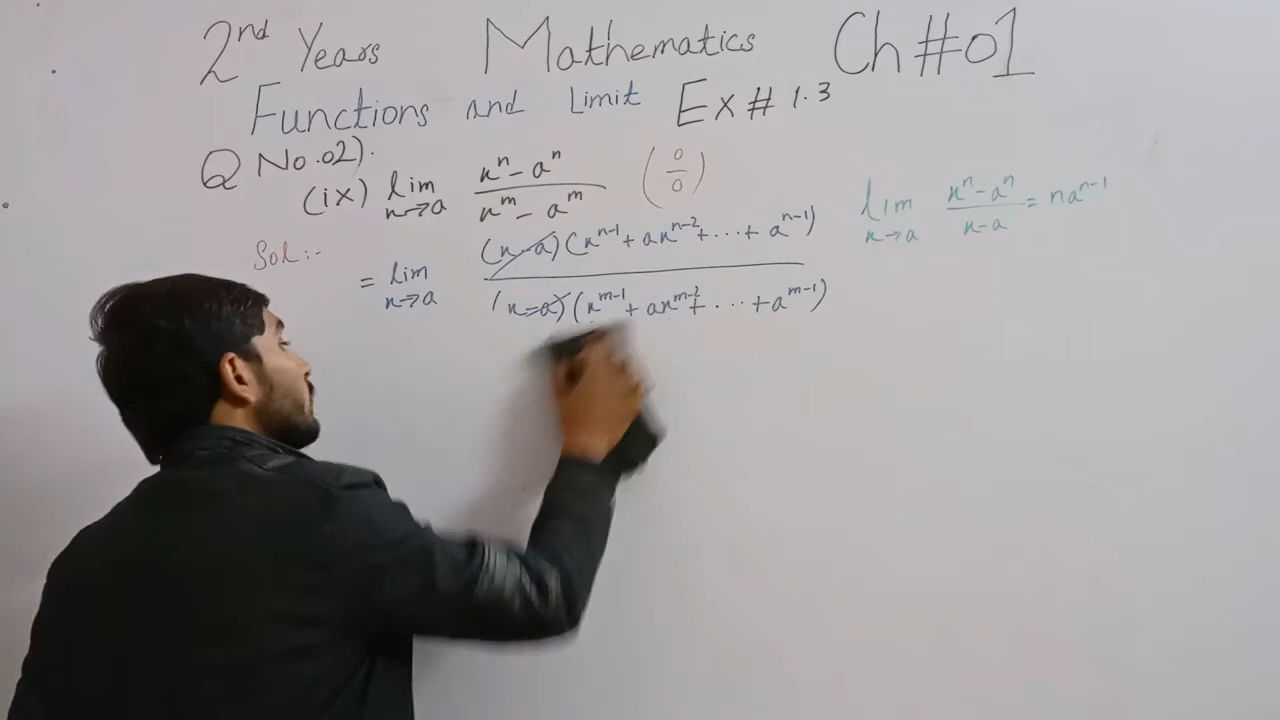 2nd Years Mathematics Ch#01
Functions and Limit Ex # 1.3
Q No.02).
(ix) lim x→a (xⁿ - aⁿ)/(xᵐ - aᵐ) (0/0)
lim x→a (xⁿ - aⁿ)/(x-a) = naⁿ⁻¹
Sol:-
= lim x→a (x-a)(xⁿ⁻¹ + axⁿ⁻² + ... + aⁿ⁻¹)/(x-a)(xᵐ⁻¹ + axᵐ⁻² + ... + aᵐ⁻¹)